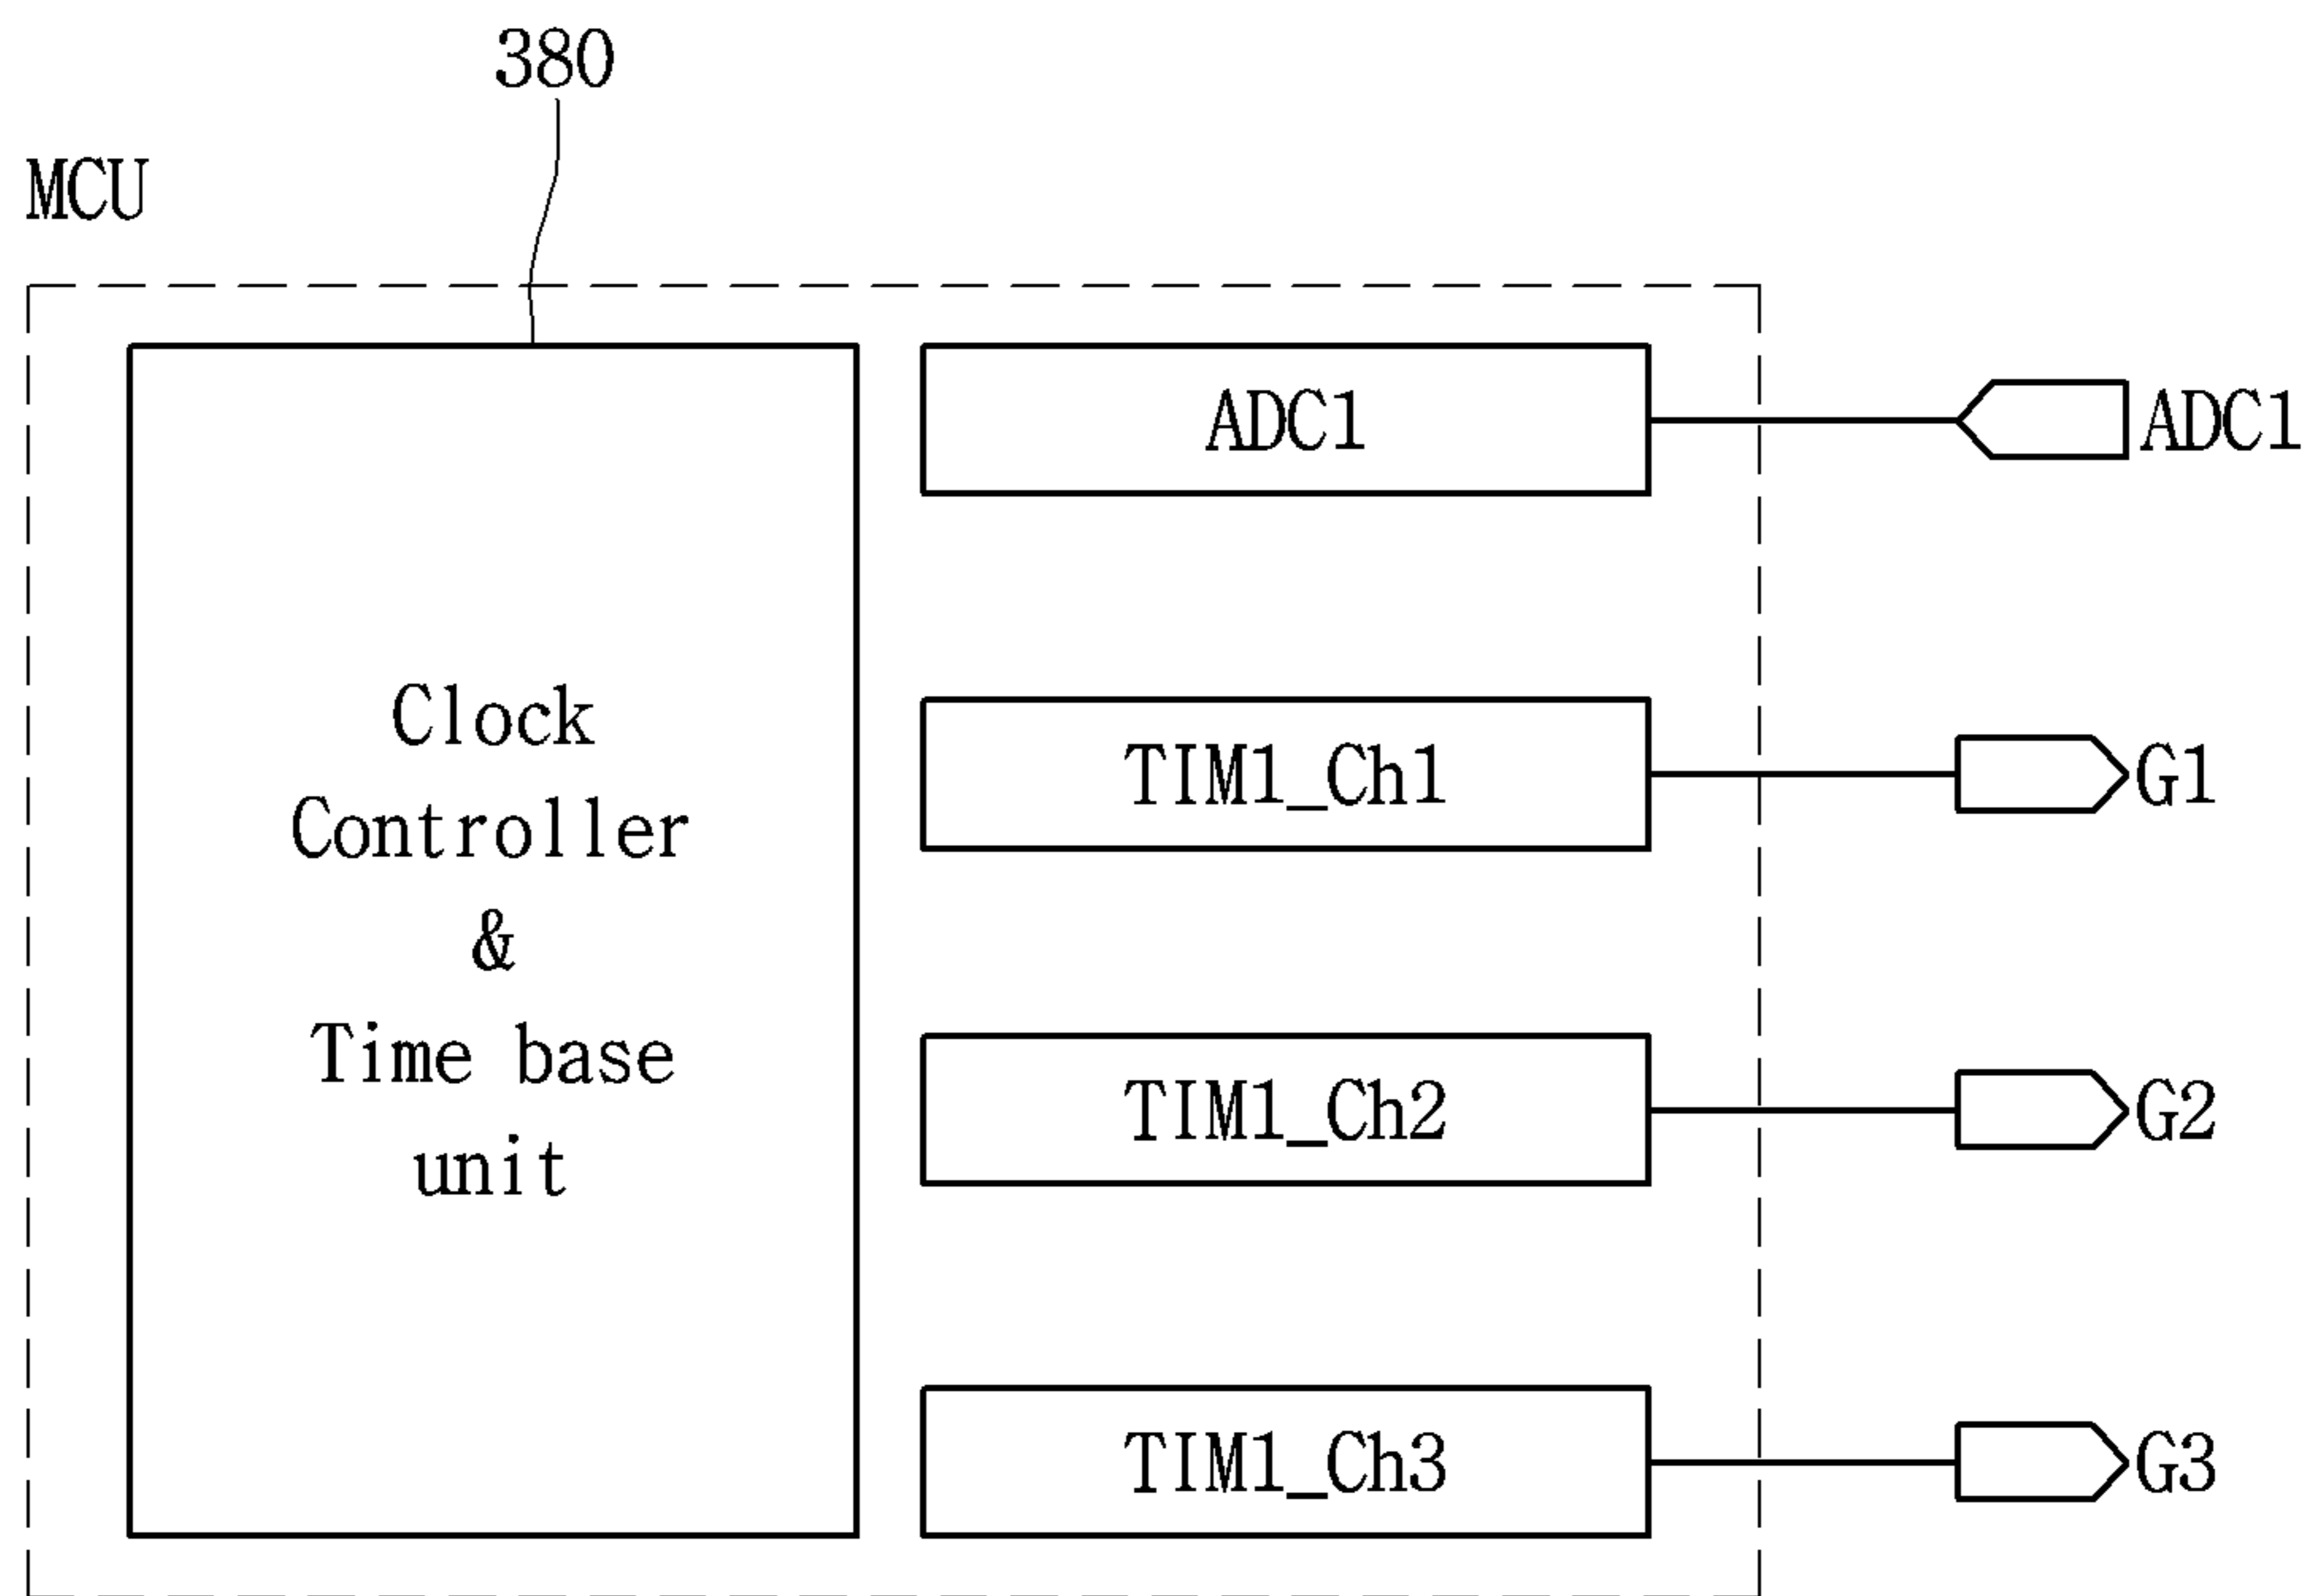 380
MCU
ADC1
ADC1
Clock
Controller
&
Time base
unit
TIM1_Ch1
G1
TIM1_Ch2
G2
TIM1_Ch3
G3